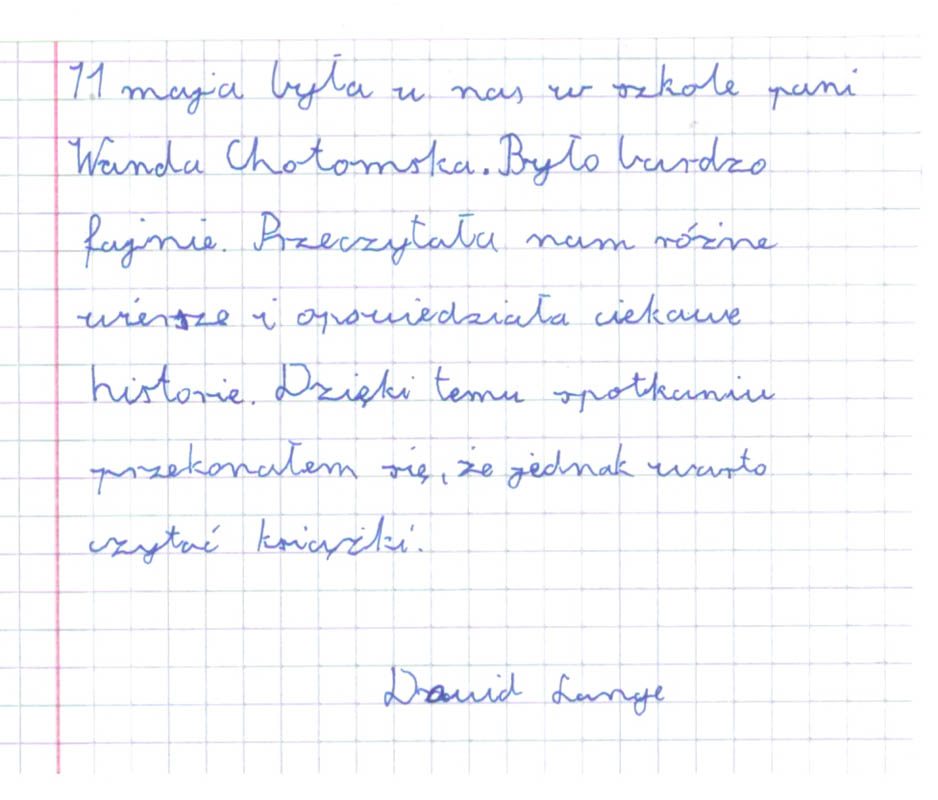 11 maja była u nas w szkole pani
Wanda Chotomska. Było bardzo
fajnie. Przeczytała nam różne
wiersze i opowiedziała ciekawe
historie. Dzięki temu spotkaniu
przekonałem się, że jednak warto
czytać książki.
Dawid Lange